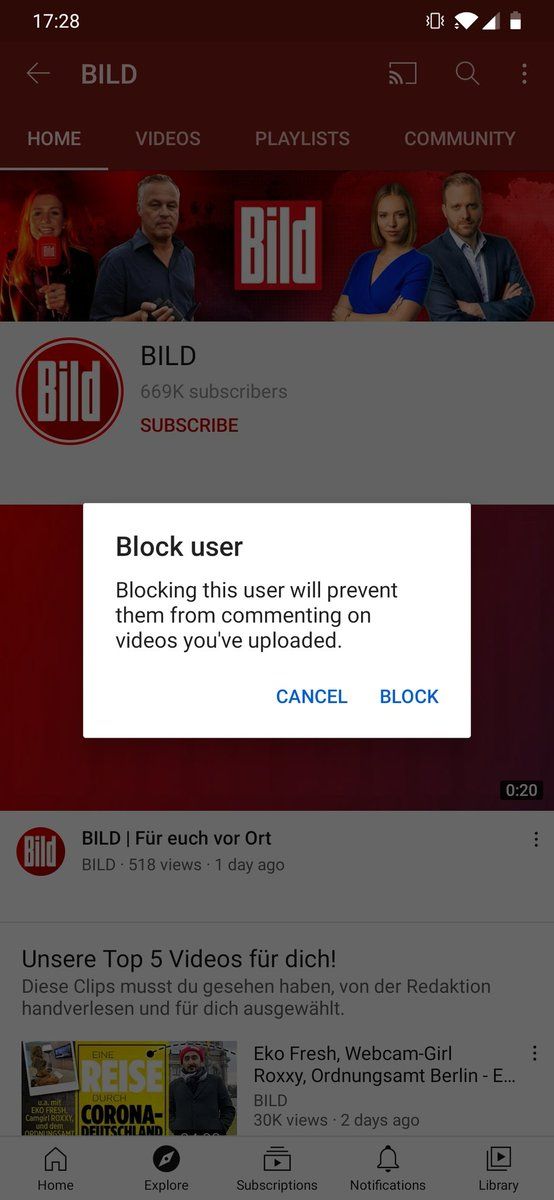 17:28
BILD
HOME
VIDEOS
PLAYLISTS
COMMUNITY
Bild
Bild
Bild
BILD
669K subscribers
SUBSCRIBE
Block user
Blocking this user will prevent
them from commenting on
videos you've uploaded.
CANCEL
BLOCK
0:20
Bild
BILD | Für euch vor Ort
BILD · 518 views · 1 day ago
Unsere Top 5 Videos für dich!
Diese Clips musst du gesehen haben, von der Redaktion
handverlesen und für dich ausgewählt.
EINE
REISE
DURCH
CORONA-
DEUTSCHLAND
u.a. mit
EKO FRESH,
Camgirl ROXXY,
und dem
ORDNUNGSAMT
Eko Fresh, Webcam-Girl
Roxxy, Ordnungsamt Berlin - E...
BILD
30K views · 2 days ago
Home
Explore
Subscriptions
Notifications
Library